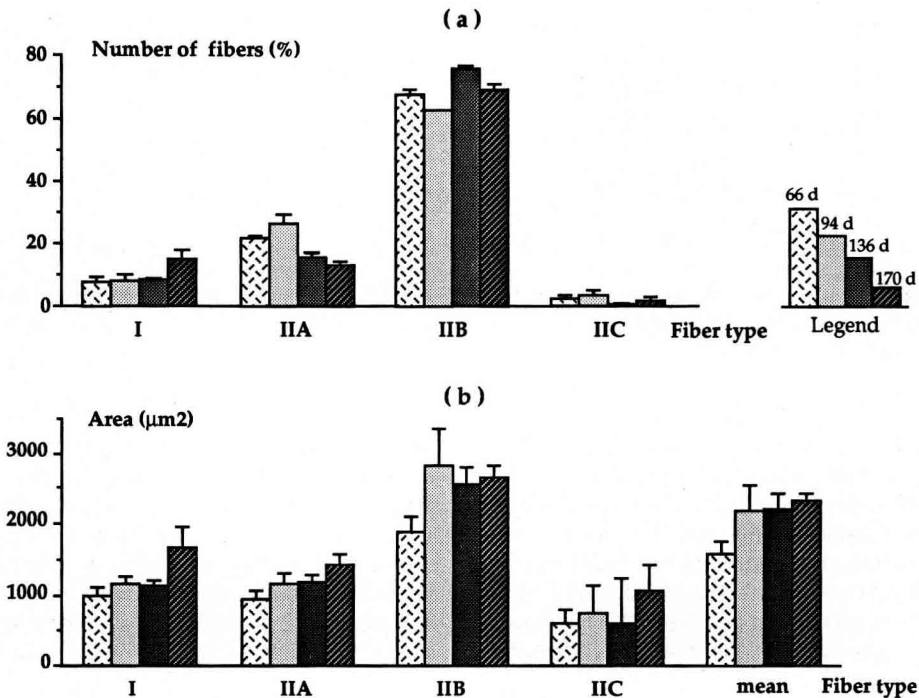 ( a )
Number of fibers (%)
80
60
40
20
0
I IIA IIB IIC Fiber type
66 d
94 d
136 d
170 d
Legend
( b )
Area (μm2)
3000
2000
1000
0
I IIA IIB IIC mean Fiber type